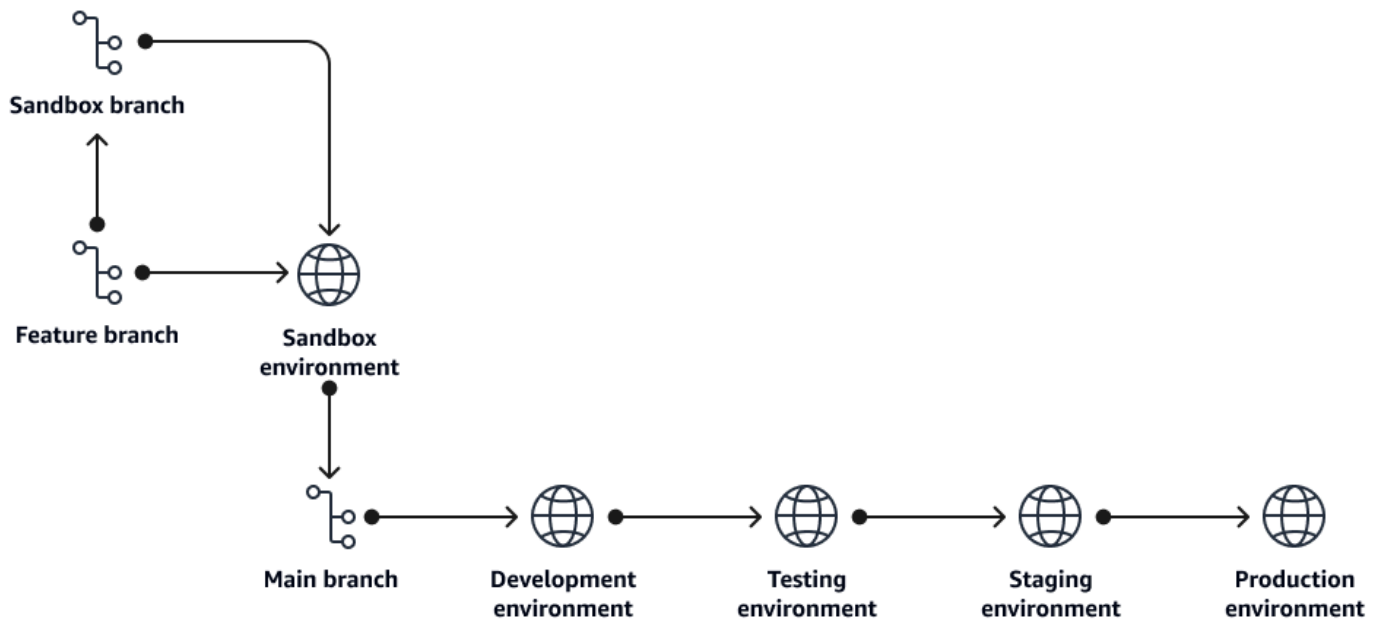 Sandbox branch
Feature branch
Sandbox
environment
Main branch
Development
environment
Testing
environment
Staging
environment
Production
environment